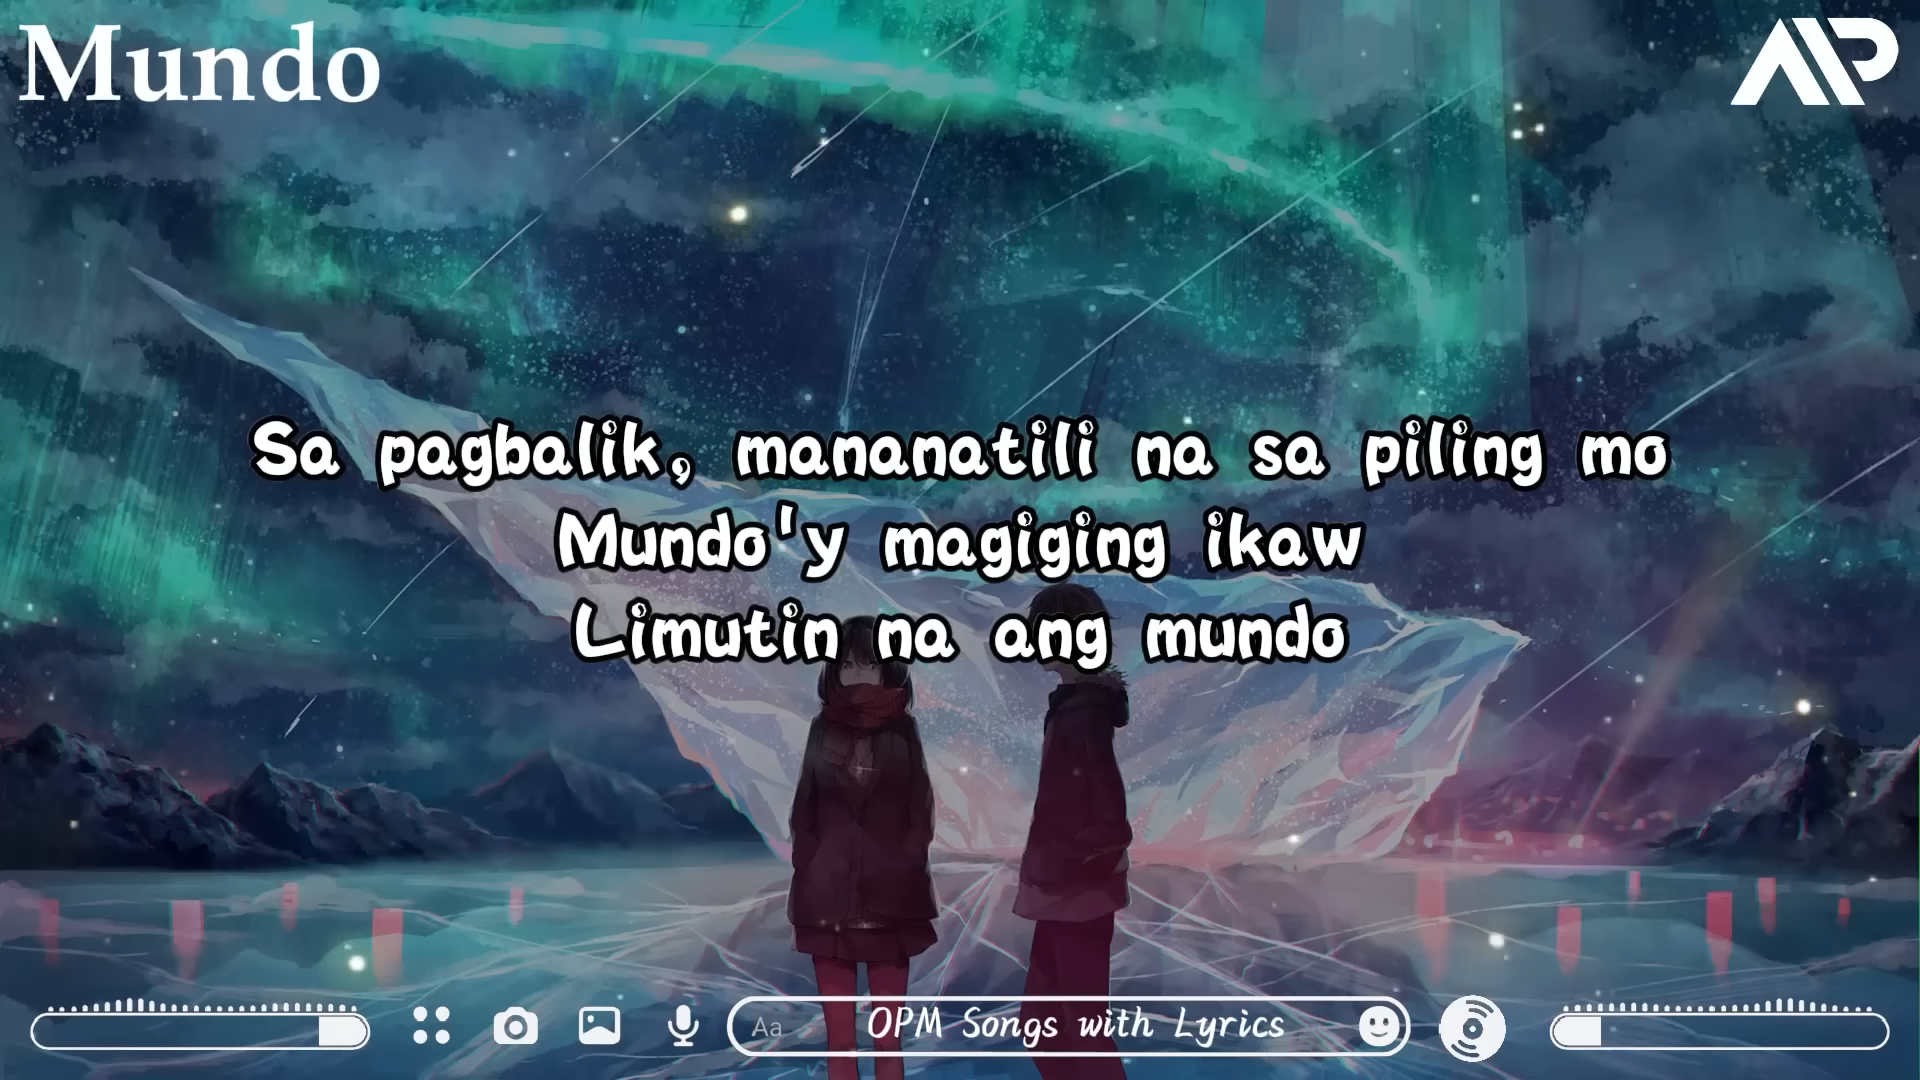 Mundo
AP
Sa pagbalik, mananatili na sa piling mo
Mundo'y magiging ikaw
Limutin na ang mundo
Aa
OPM Songs with Lyrics